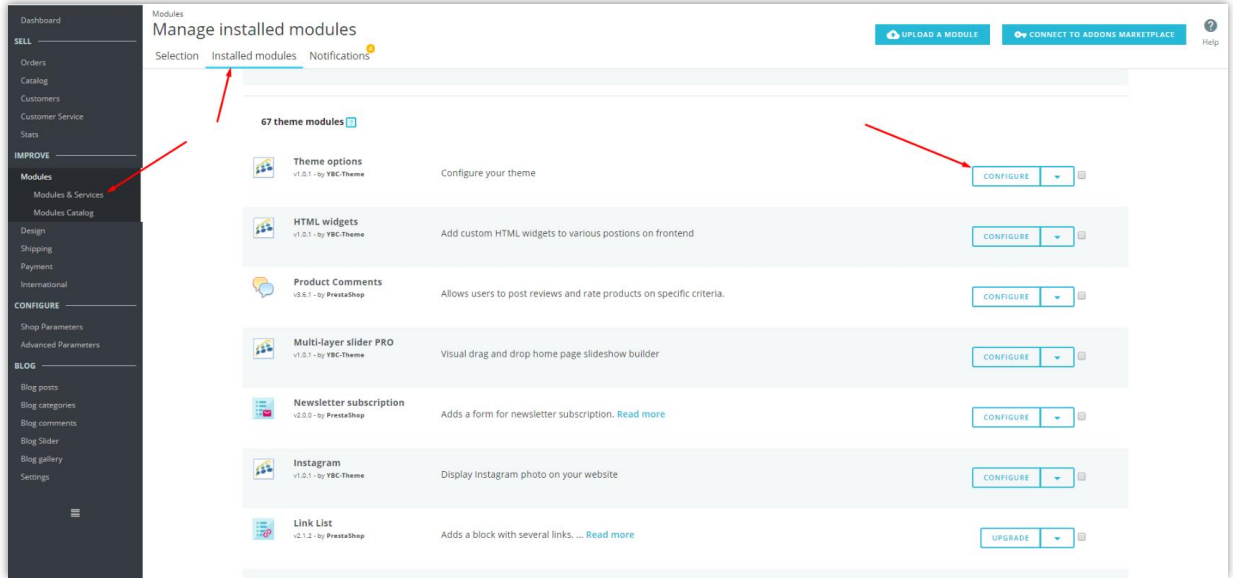 Dashboard
SELL
Orders
Catalog
Customers
Customer Service
Stats
IMPROVE
Modules
Modules & Services
Modules Catalog
Design
Shipping
Payment
International
CONFIGURE
Shop Parameters
Advanced Parameters
BLOG
Blog posts
Blog categories
Blog comments
Blog Slider
Blog gallery
Settings
Modules
Manage installed modules
UPLOAD A MODULE
CONNECT TO ADDONS MARKETPLACE
Help
Selection Installed modules Notifications
67 theme modules
Theme options
v1.0.1 - by YBC-Theme
Configure your theme
CONFIGURE
HTML widgets
v1.0.1 - by YBC-Theme
Add custom HTML widgets to various postions on frontend
CONFIGURE
Product Comments
v3.6.1 - by PrestaShop
Allows users to post reviews and rate products on specific criteria.
CONFIGURE
Multi-layer slider PRO
v1.0.1 - by YBC-Theme
Visual drag and drop home page slideshow builder
CONFIGURE
Newsletter subscription
v2.0.0 - by PrestaShop
Adds a form for newsletter subscription. Read more
CONFIGURE
Instagram
v1.0.1 - by YBC-Theme
Display Instagram photo on your website
CONFIGURE
Link List
v2.1.2 - by PrestaShop
Adds a block with several links. ... Read more
UPGRADE